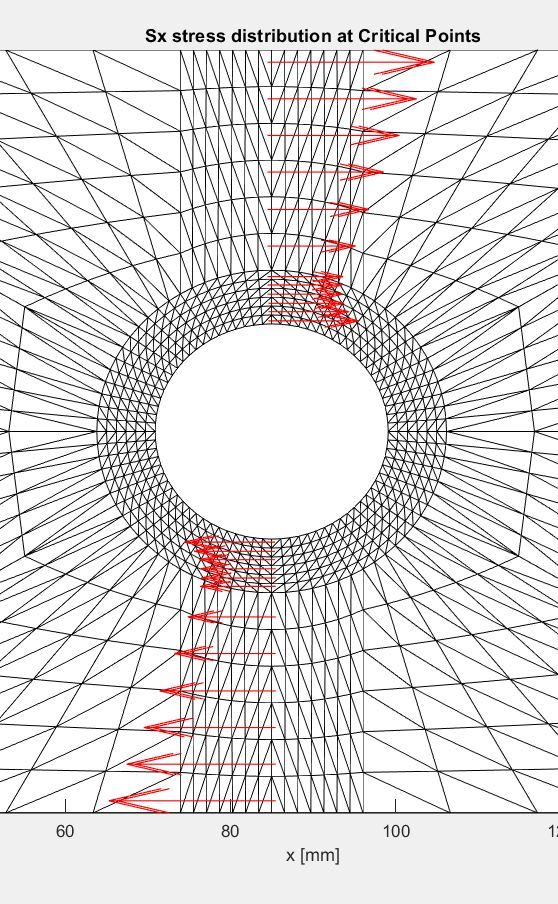 Sx stress distribution at Critical Points
60 80 100
x [mm]